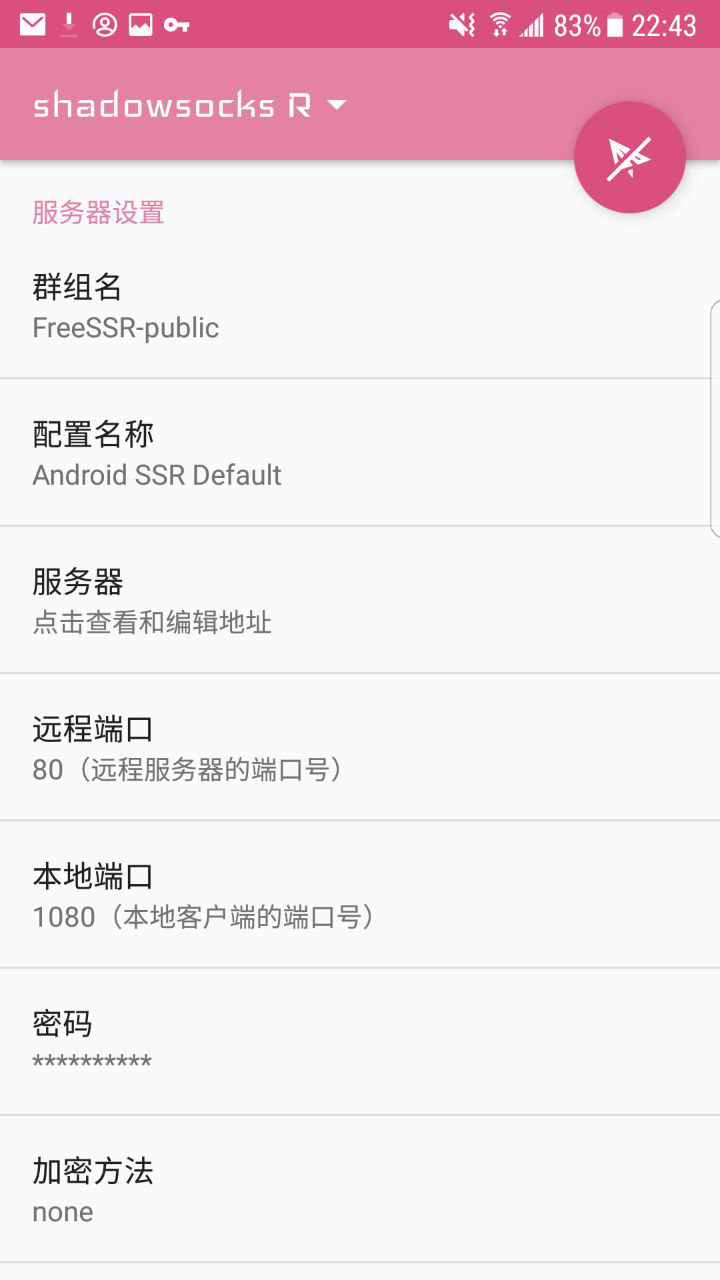 83% 22:43
shadowsocks R
服务器设置
群组名
FreeSSR-public
配置名称
Android SSR Default
服务器
点击查看和编辑地址
远程端口
80（远程服务器的端口号）
本地端口
1080（本地客户端的端口号）
密码
**********
加密方法
none